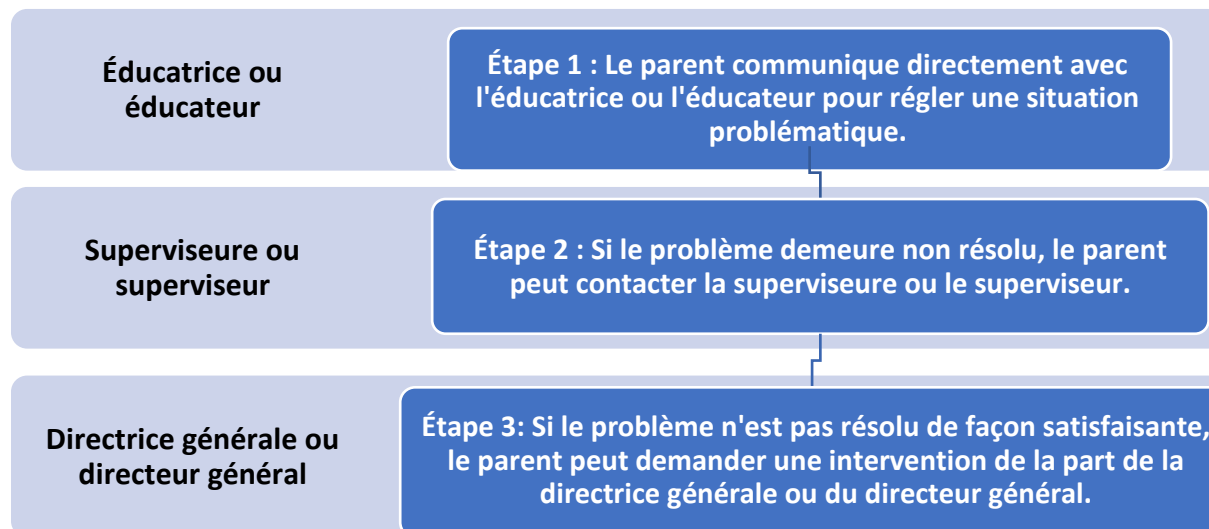 Éducatrice ou
éducateur
Étape 1 : Le parent communique directement avec
l'éducatrice ou l'éducateur pour régler une situation
problématique.
Superviseure ou
superviseur
Étape 2 : Si le problème demeure non résolu, le parent
peut contacter la superviseure ou le superviseur.
Directrice générale ou
directeur général
Étape 3: Si le problème n'est pas résolu de façon satisfaisante,
le parent peut demander une intervention de la part de la
directrice générale ou du directeur général.